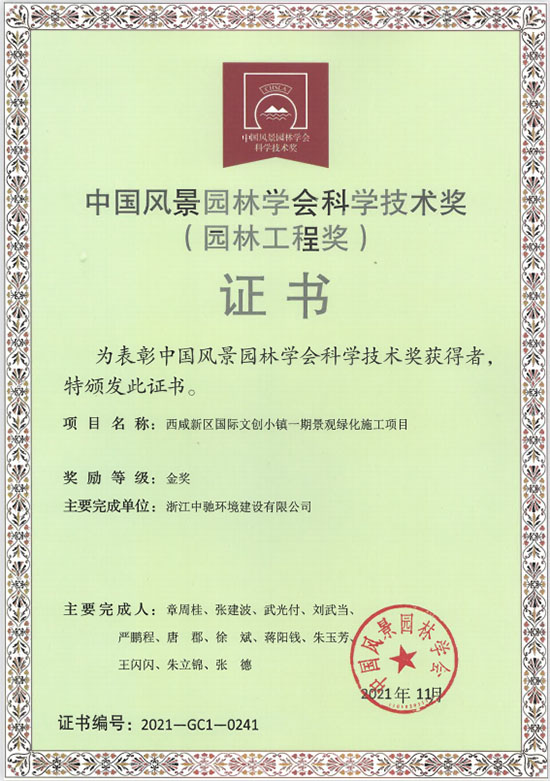 CHSLA
中国风景园林学会
科学技术奖
中国风景园林学会科学技术奖
（园林工程奖）
证书
为表彰中国风景园林学会科学技术奖获得者，
特颁发此证书。
项目名称：西咸新区国际文创小镇一期景观绿化施工项目
奖励等级：金奖
主要完成单位：浙江中驰环境建设有限公司
主要完成人：章周桂、张建波、武光付、刘武当、
严鹏程、唐 郡、徐 斌、蒋阳钱、朱玉芳、
王闪闪、朱立锦、张 德
中国风景园林学会
2021年11月
证书编号：2021—GC1—0241